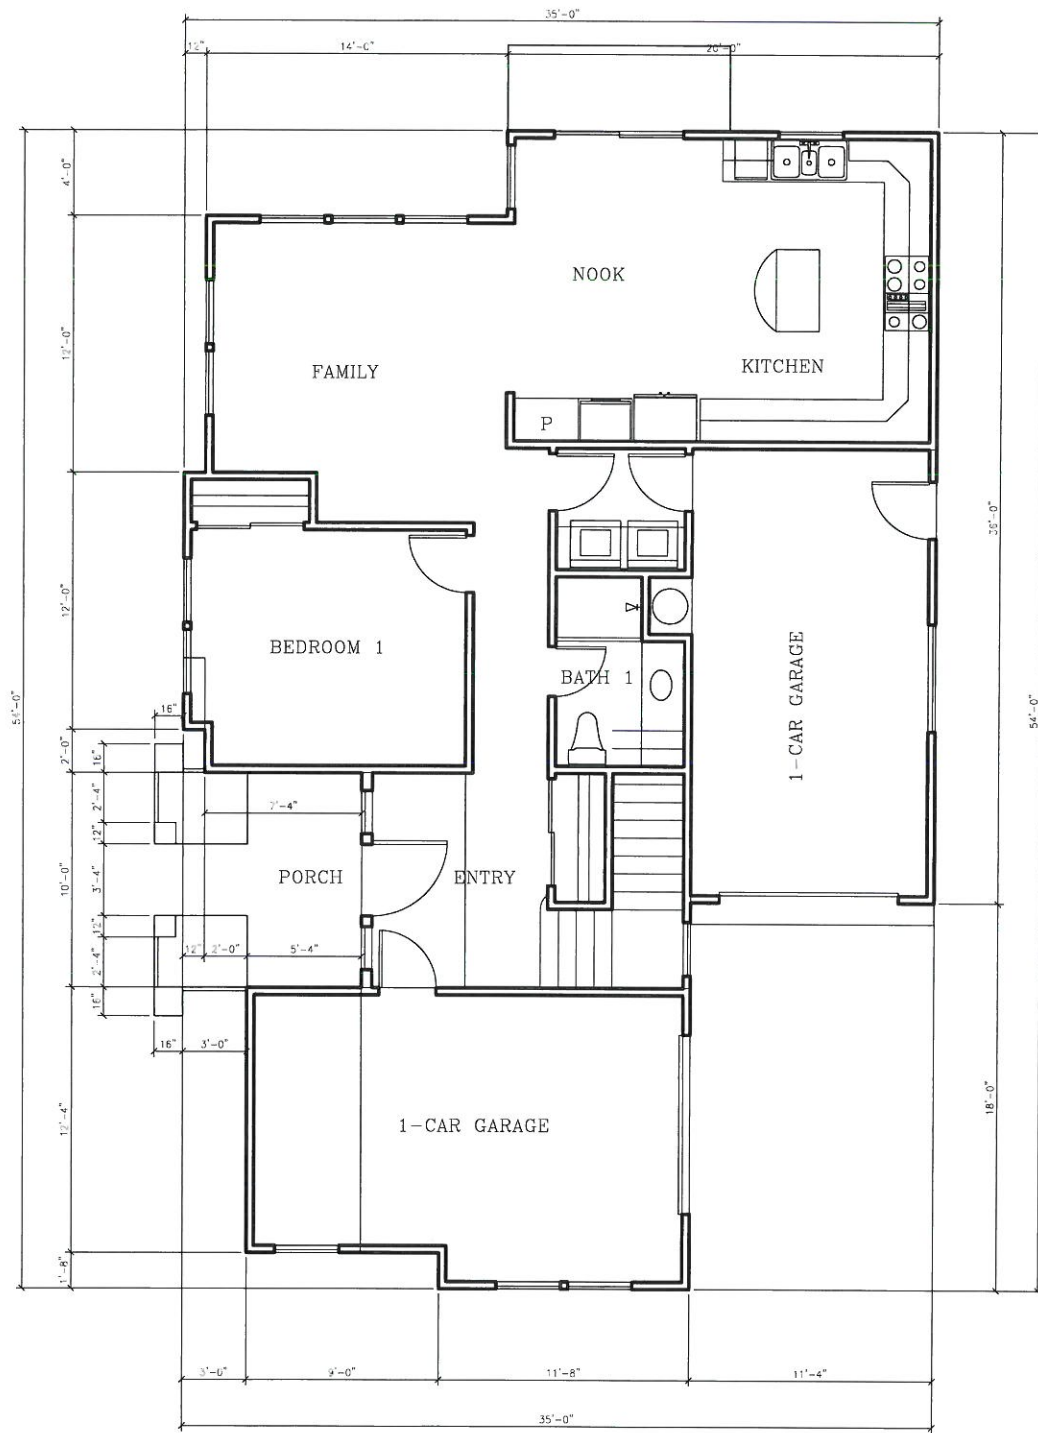 35'-0"
12" 14'-0" 20'-0"
4'-0"
NOOK
12'-0"
FAMILY
KITCHEN
P
36'-0"
12'-0"
BEDROOM 1
BATH 1
1-CAR GARAGE
54'-0"
54'-0"
16"
2'-0"
16"
2'-4"
7'-4"
12"
10'-0"
3'-4"
PORCH
ENTRY
12"
12" 2'-0" 5'-4"
2'-4"
16"
16" 3'-0"
12'-4"
18'-0"
1-CAR GARAGE
1'-8"
3'-0" 9'-0" 11'-8" 11'-4"
35'-0"